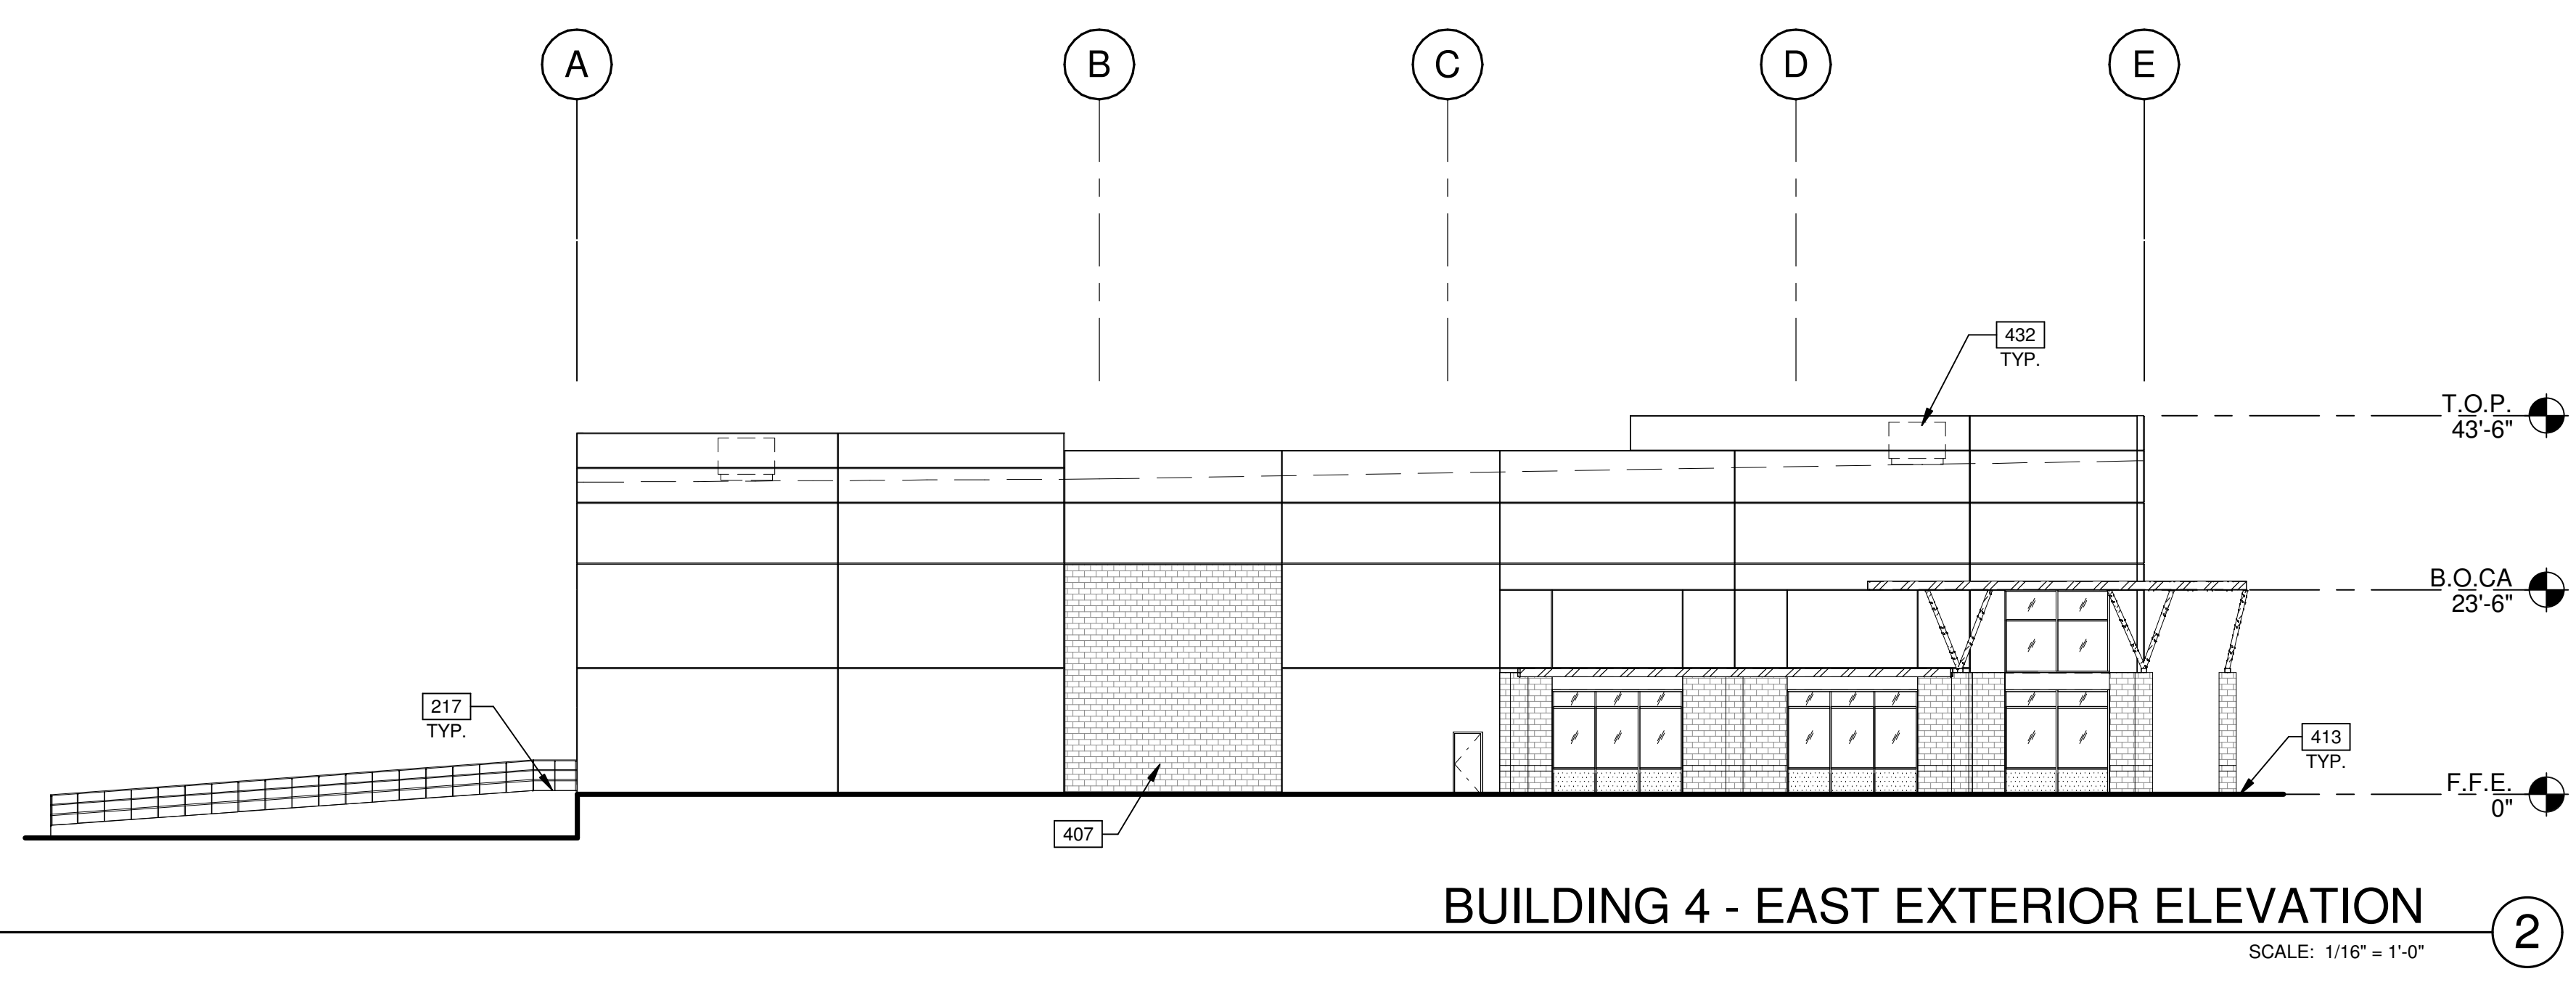 A
B
C
D
E
432
TYP.
T.O.P.
43'-6"
B.O.CA
23'-6"
217
TYP.
413
TYP.
F.F.E.
0"
407
BUILDING 4 - EAST EXTERIOR ELEVATION
2
SCALE: 1/16" = 1'-0"